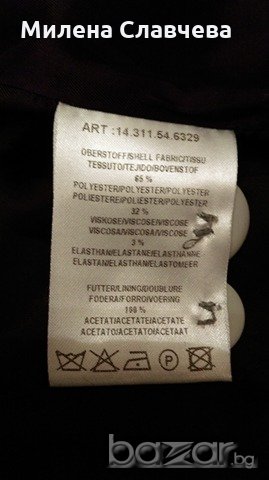 Милена Славчева
ART :14.311.54.6329
OBERSTOFF/SHELL FABRIC/TISSU
TESSUTO/TEJIDO/BOVENSTOF
65 %
POLYESTER/POLYESTER/POLYESTER
POLIESTERE/POLIESTER/POLYESTER
32 %
VISKOSE/VISCOSE/VISCOSE
VISCOSA/VISCOSA/VISCOSE
3 %
ELASTHAN/ELASTANE/ELASTHANNE
ELASTAN/ELASTHAN/ELASTOMEER
FUTTER/LINING/DOUBLURE
FODERA/FORRO/VOERING
100 %
ACETAT/ACETATE/ACETATE
ACETATO/ACETATO/ACETAAT
P
bazar.bg